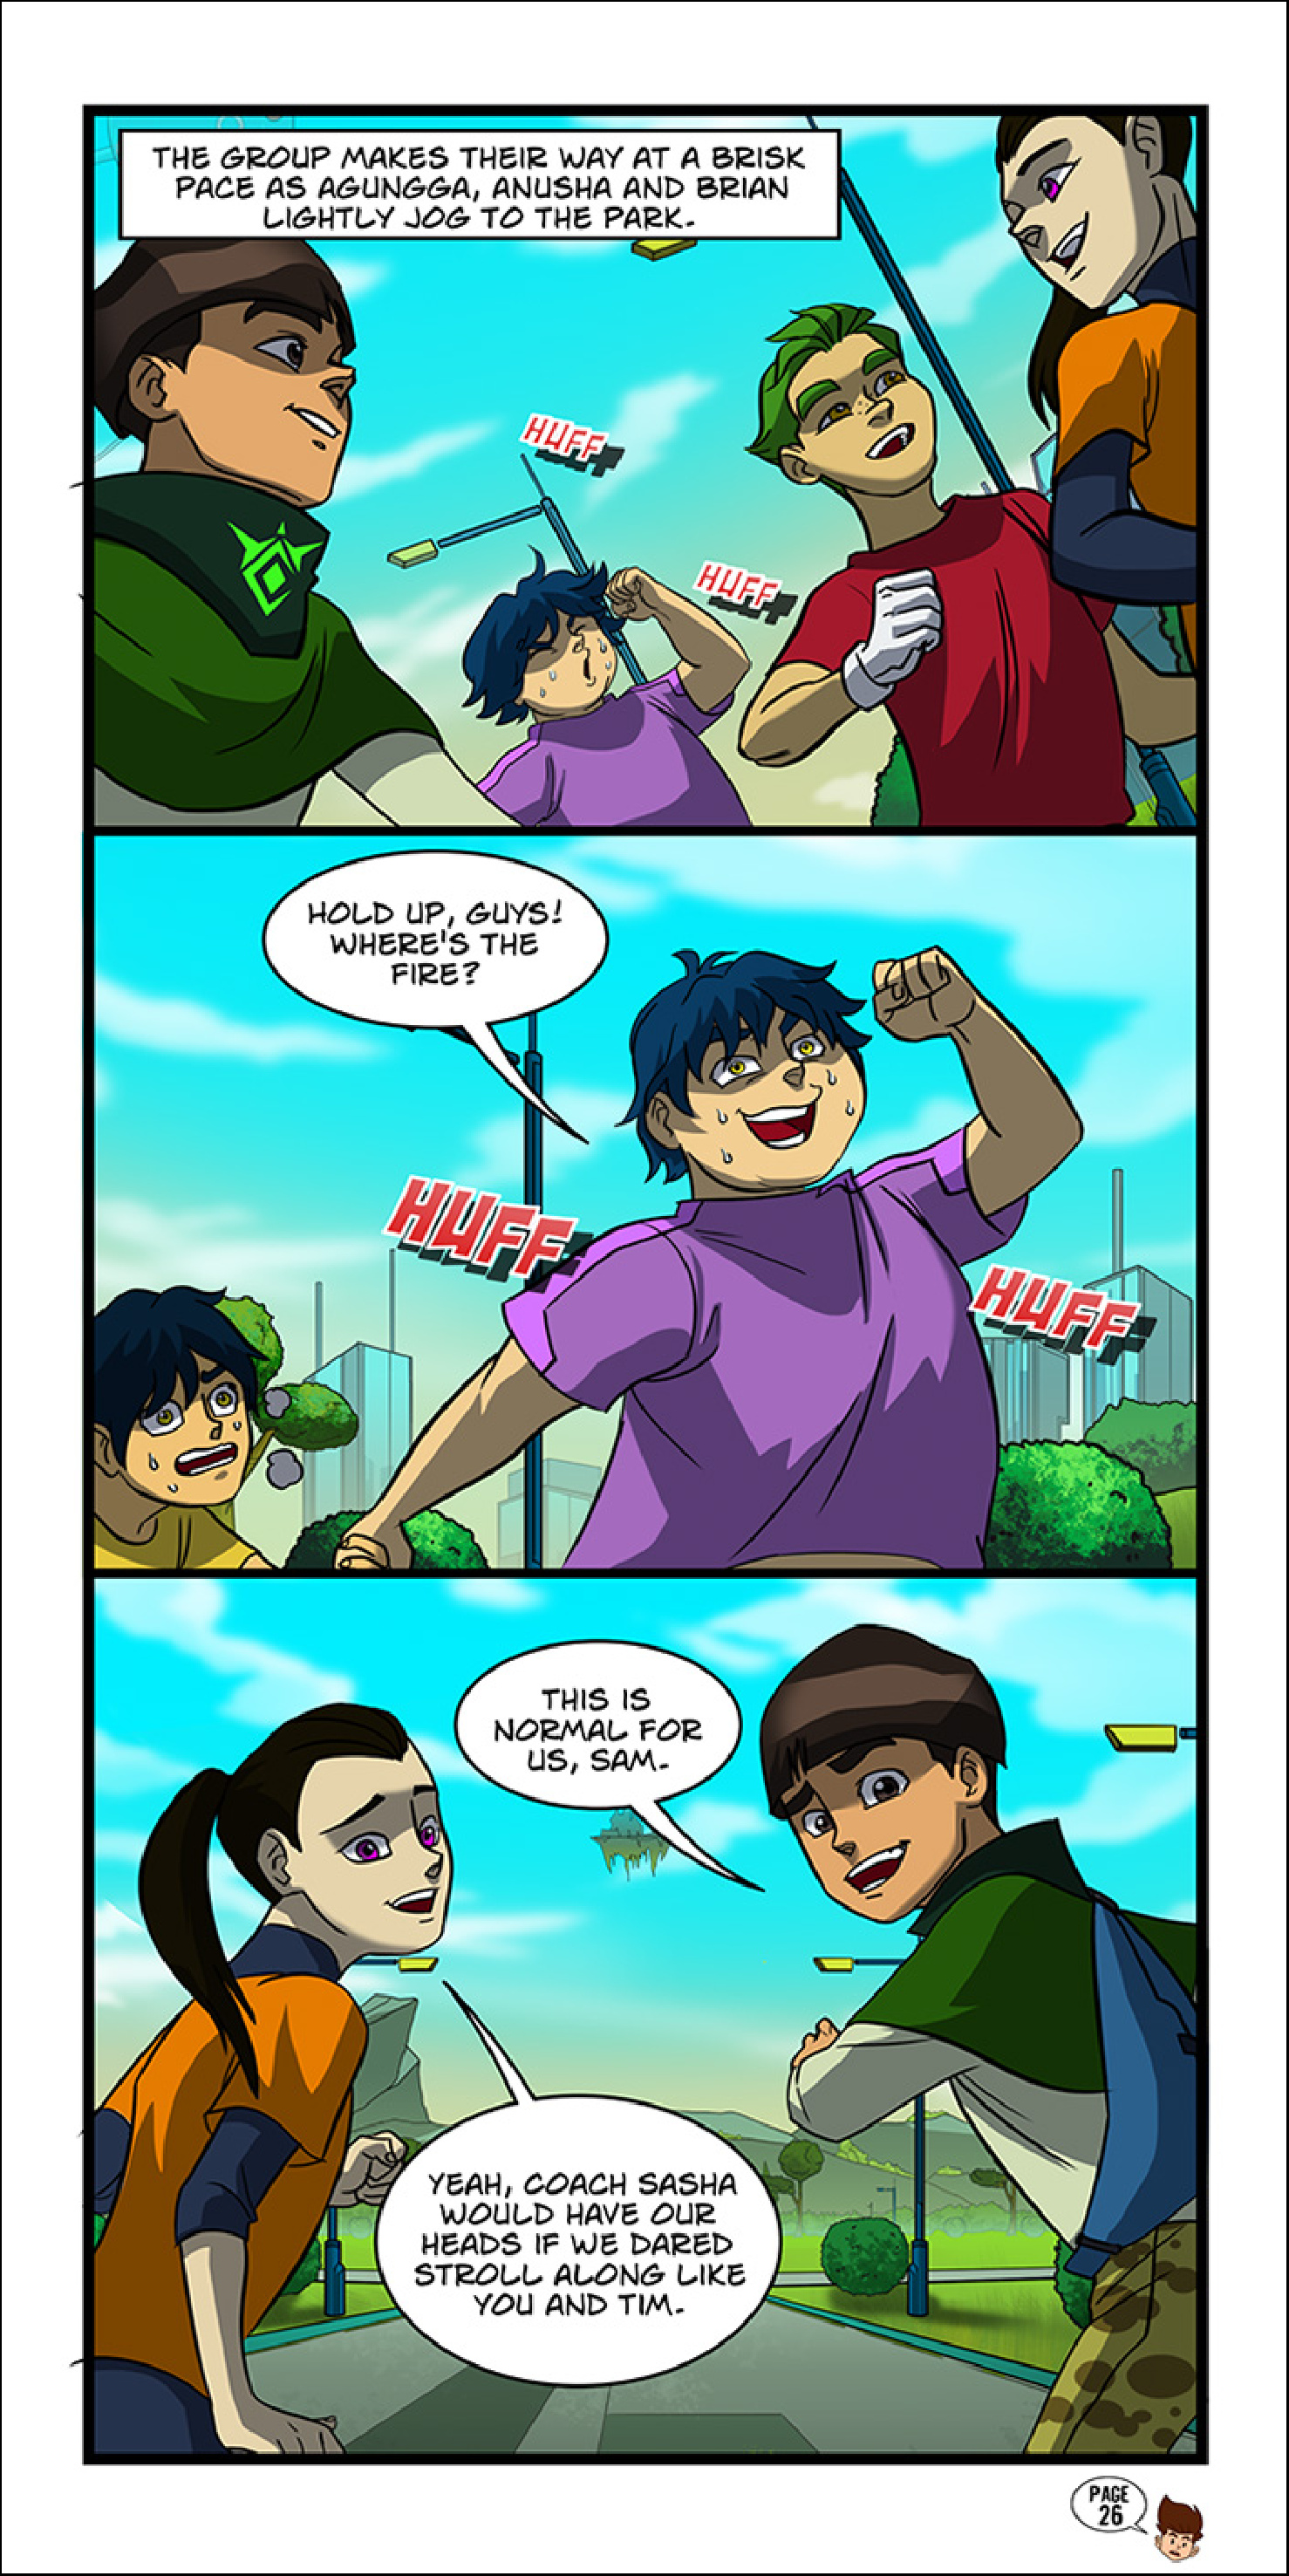 THE GROUP MAKES THEIR WAY AT A BRISK
PACE AS AGUNGGA, ANUSHA AND BRIAN
LIGHTLY JOG TO THE PARK.
HUFF
HUFF
HOLD UP, GUYS!
WHERE'S THE
FIRE?
HUFF
HUFF
THIS IS
NORMAL FOR
US, SAM.
YEAH, COACH SASHA
WOULD HAVE OUR
HEADS IF WE DARED
STROLL ALONG LIKE
YOU AND TIM.
PAGE
26